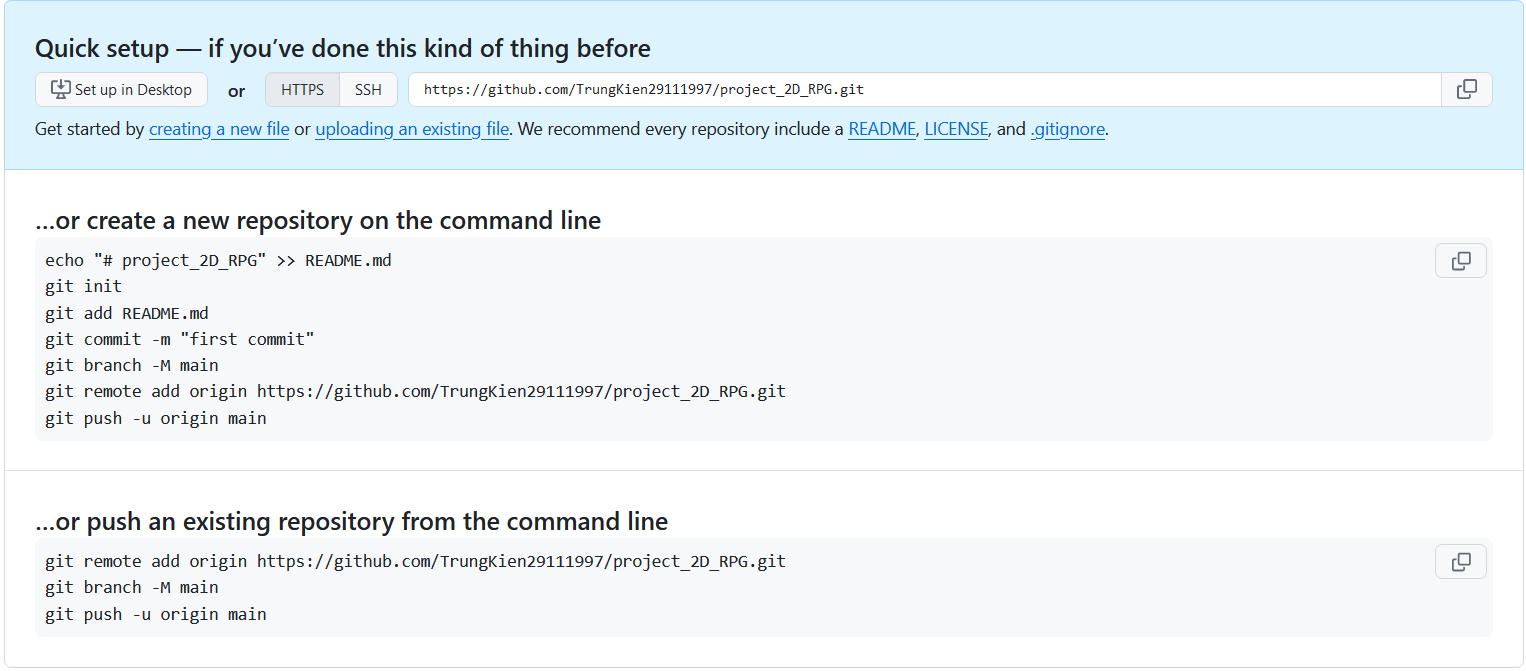 Quick setup — if you’ve done this kind of thing before
Set up in Desktop or HTTPS SSH https://github.com/TrungKien29111997/project_2D_RPG.git
Get started by creating a new file or uploading an existing file. We recommend every repository include a README, LICENSE, and .gitignore.
…or create a new repository on the command line
echo "# project_2D_RPG" >> README.md
git init
git add README.md
git commit -m "first commit"
git branch -M main
git remote add origin https://github.com/TrungKien29111997/project_2D_RPG.git
git push -u origin main
…or push an existing repository from the command line
git remote add origin https://github.com/TrungKien29111997/project_2D_RPG.git
git branch -M main
git push -u origin main